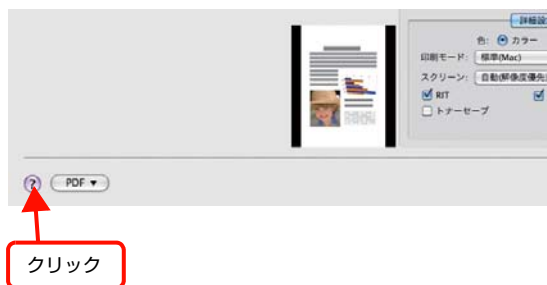 詳細設
色: カラー
印刷モード: 標準(Mac)
スクリーン: 自動(解像度優先
RIT
トナーセーブ
? PDF
クリック